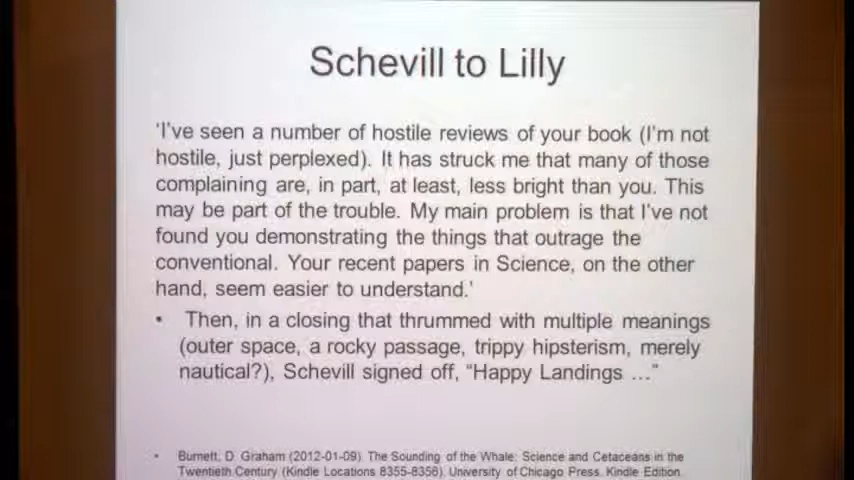 Schevill to Lilly
'I've seen a number of hostile reviews of your book (I'm not
hostile, just perplexed). It has struck me that many of those
complaining are, in part, at least, less bright than you. This
may be part of the trouble. My main problem is that I've not
found you demonstrating the things that outrage the
conventional. Your recent papers in Science, on the other
hand, seem easier to understand.'
• Then, in a closing that thrummed with multiple meanings
(outer space, a rocky passage, trippy hipsterism, merely
nautical?), Schevill signed off, “Happy Landings …”
• Burnett, D. Graham (2012-01-09). The Sounding of the Whale: Science and Cetaceans in the
Twentieth Century (Kindle Locations 8355-8356). University of Chicago Press. Kindle Edition.